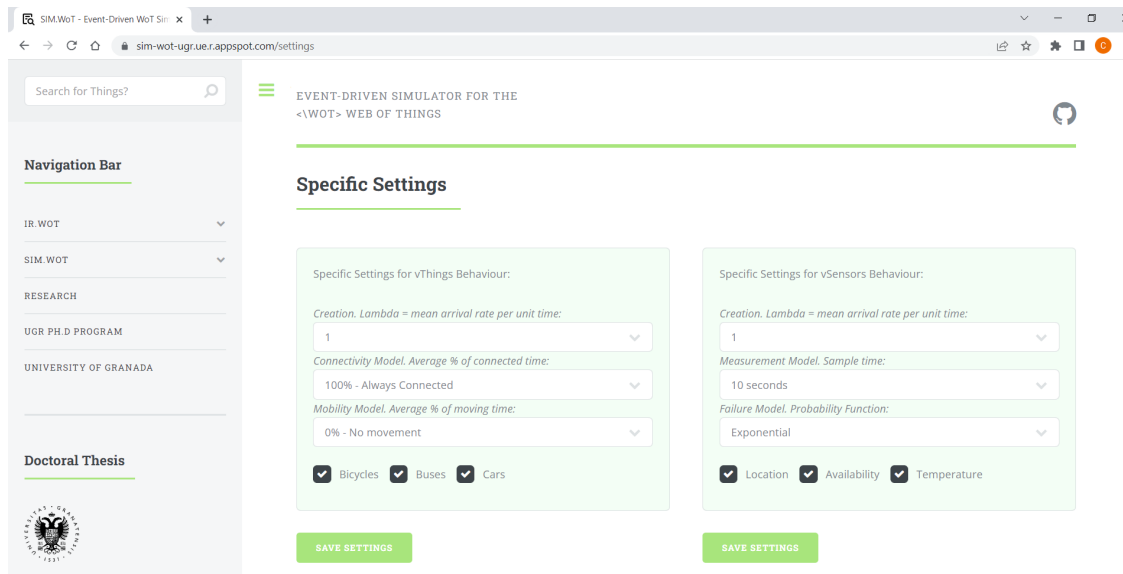 SIM.WoT - Event-Driven WoT Sim
sim-wot-ugr.ue.r.appspot.com/settings
C
Search for Things?
EVENT-DRIVEN SIMULATOR FOR THE
<\WOT> WEB OF THINGS
Navigation Bar
IR.WOT
SIM.WOT
RESEARCH
UGR PH.D PROGRAM
UNIVERSITY OF GRANADA
Doctoral Thesis
UNIVERSITAS · GRANATENSIS · 1531 ·
Specific Settings
Specific Settings for vThings Behaviour:
Creation. Lambda = mean arrival rate per unit time:
1
Connectivity Model. Average % of connected time:
100% - Always Connected
Mobility Model. Average % of moving time:
0% - No movement
Bicycles Buses Cars
SAVE SETTINGS
Specific Settings for vSensors Behaviour:
Creation. Lambda = mean arrival rate per unit time:
1
Measurement Model. Sample time:
10 seconds
Failure Model. Probability Function:
Exponential
Location Availability Temperature
SAVE SETTINGS